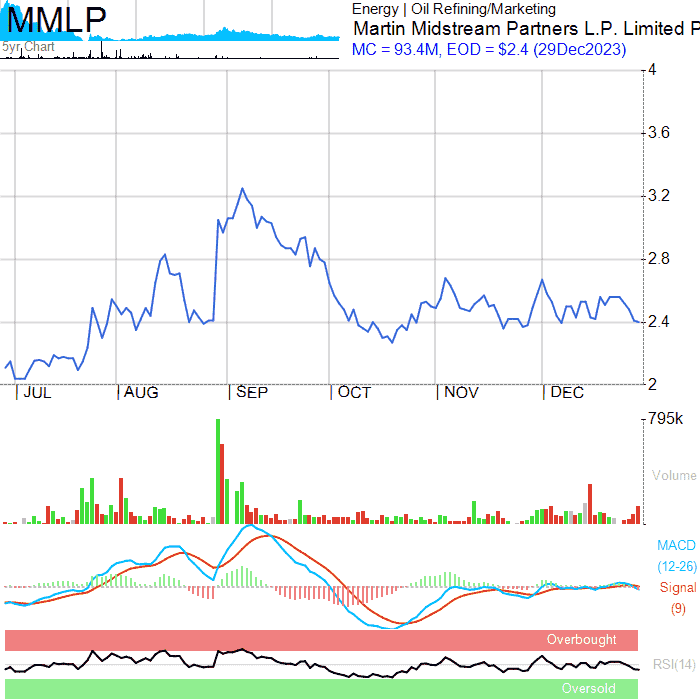 MMLP
5yr Chart
Energy | Oil Refining/Marketing
Martin Midstream Partners L.P. Limited P
MC = 93.4M, EOD = $2.4 (29Dec2023)
4
3.6
3.2
2.8
2.4
2
JUL AUG SEP OCT NOV DEC
795k
Volume
MACD
(12-26)
Signal
(9)
Overbought
RSI(14)
Oversold